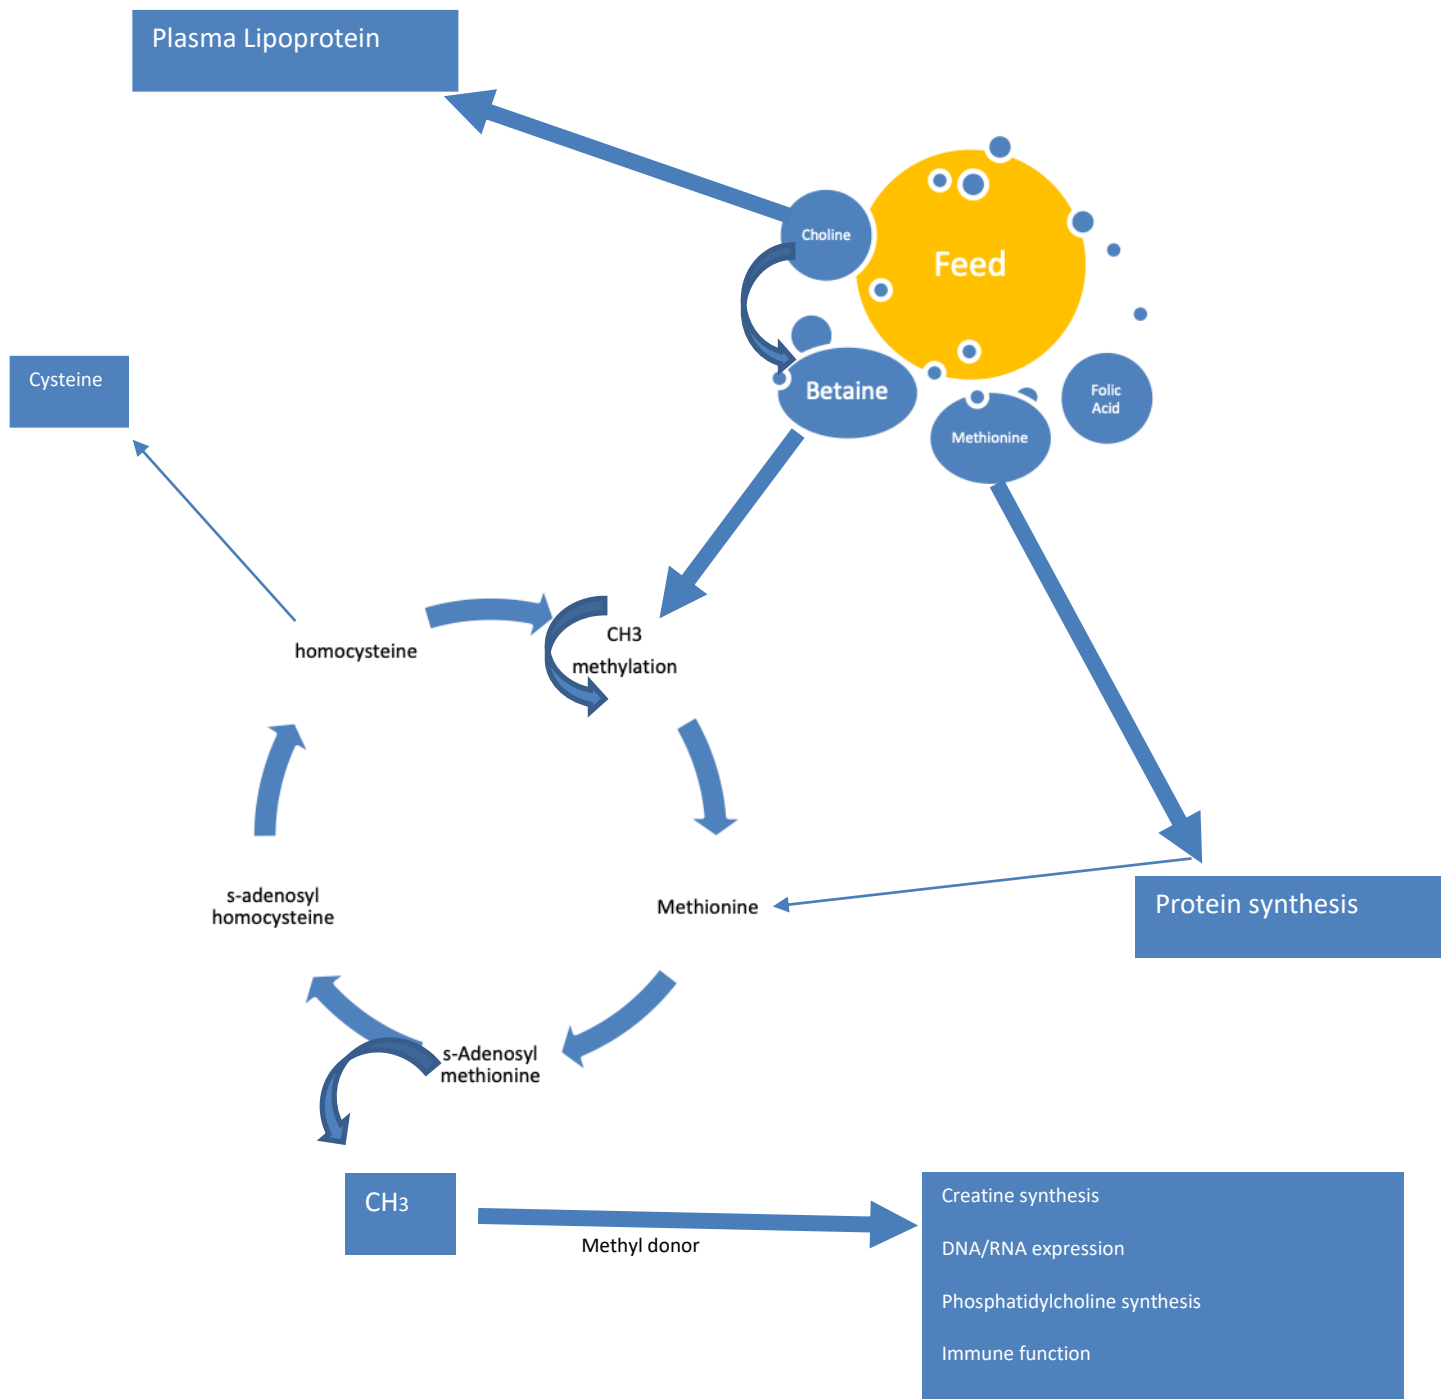 Plasma Lipoprotein
Choline
Feed
Cysteine
Betaine
Folic
Acid
Methionine
homocysteine
CH3
methylation
s-adenosyl
homocysteine
Methionine
Protein synthesis
s-Adenosyl
methionine
CH3
Methyl donor
Creatine synthesis
DNA/RNA expression
Phosphatidylcholine synthesis
Immune function